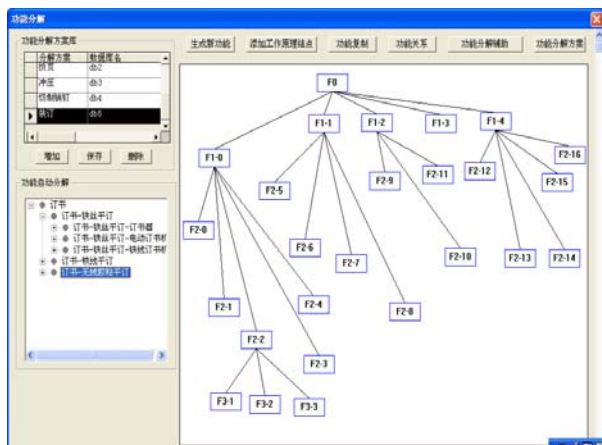 功能分解
功能分解方案库
分解方案 数据库名
db2
冲压 db3
切制铆钉 db4
装订 db6
增加 保存 删除
功能自动分解
订书
订书-铁丝平订
订书-铁丝平订-订书器
订书-铁丝平订-电动订书机
订书-铁丝平订-铁丝订书机
订书-铁丝平订
订书-无线胶粘平订
生成新功能 添加工作原理结点 功能复制 功能关系 功能分解辅助 功能分解方案
F0
F1-0
F1-1
F1-2
F1-3
F1-4
F2-0
F2-1
F2-2
F2-3
F2-4
F2-5
F2-6
F2-7
F2-8
F2-9
F2-10
F2-11
F2-12
F2-13
F2-14
F2-15
F2-16
F3-1
F3-2
F3-3